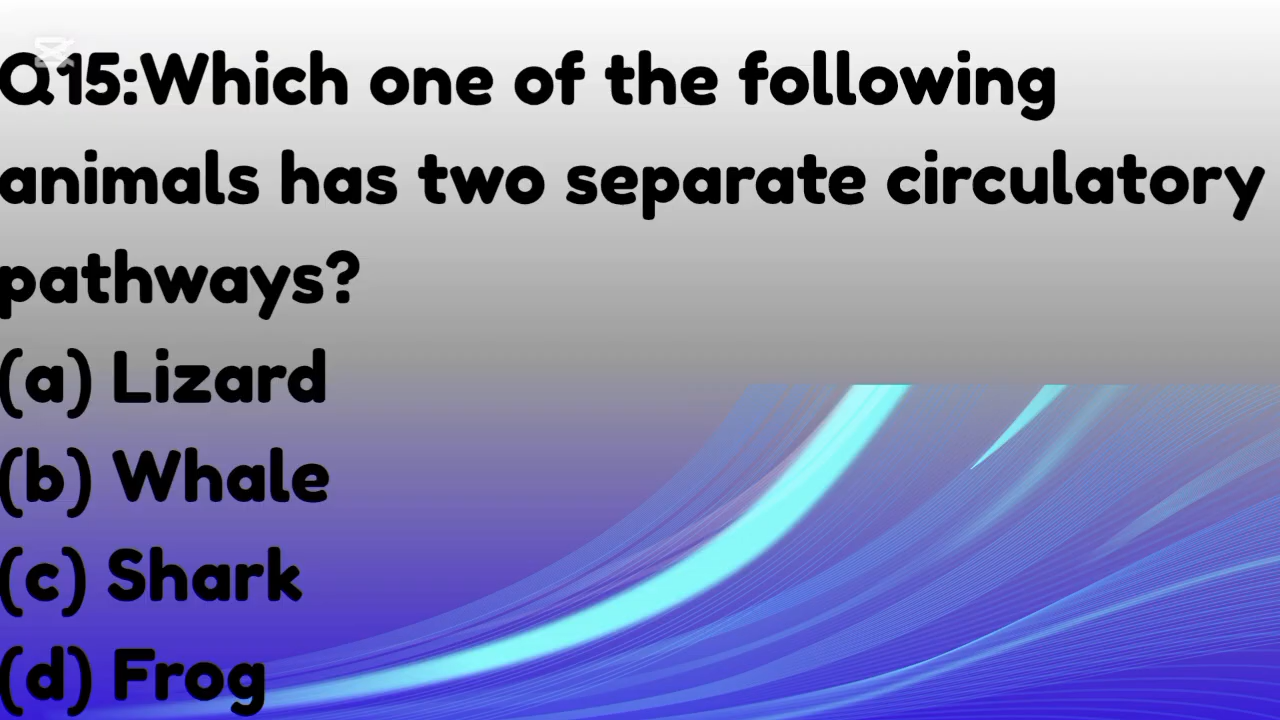 Q15:Which one of the following
animals has two separate circulatory
pathways?
(a) Lizard
(b) Whale
(c) Shark
(d) Frog